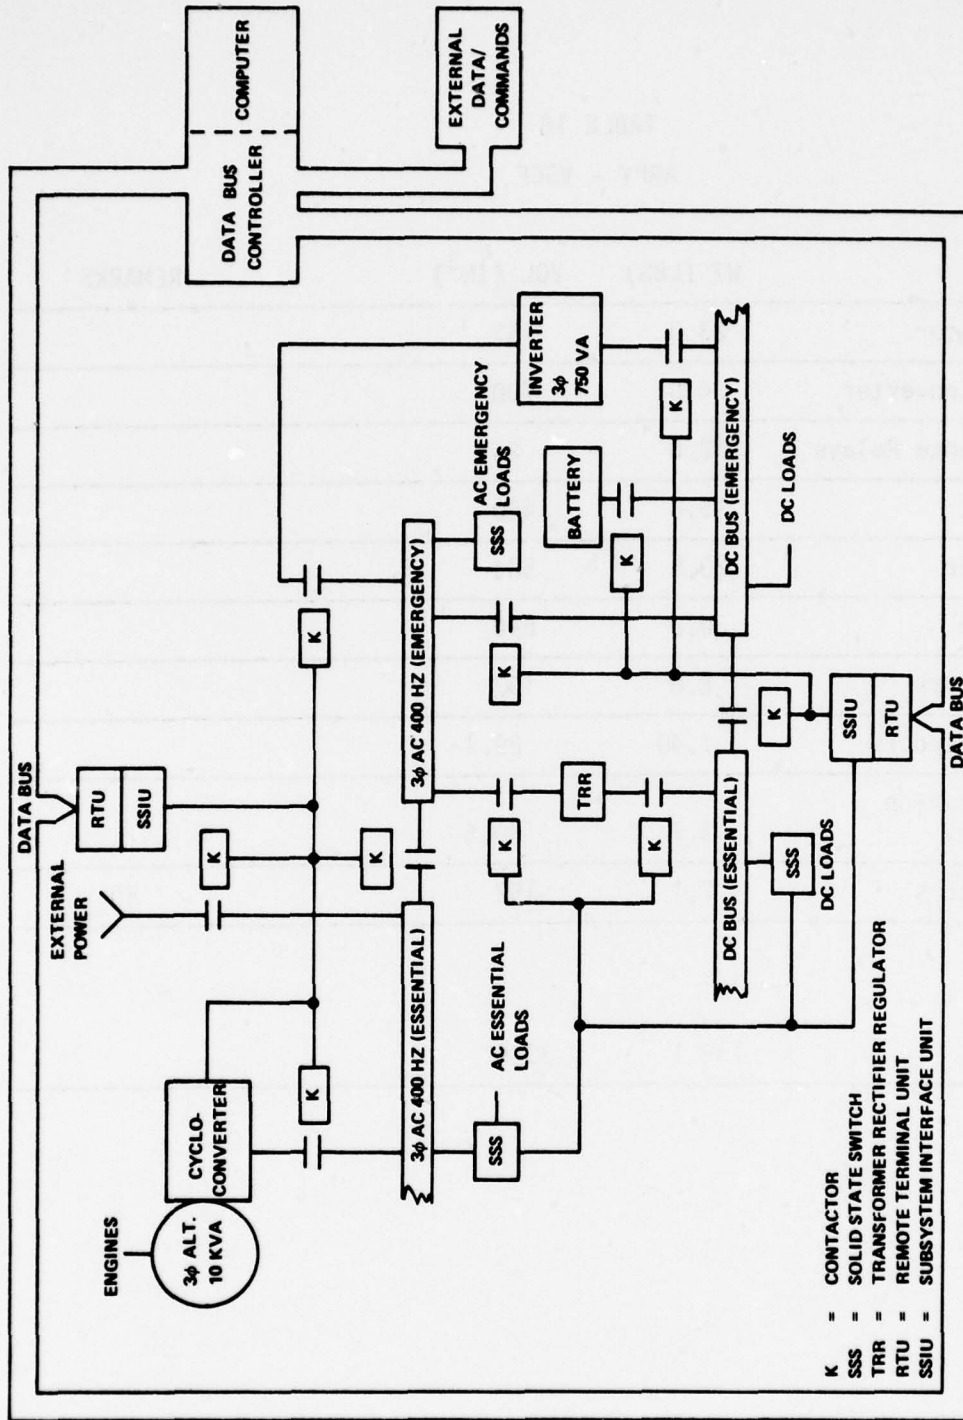 DATA BUS
CONTROLLER
COMPUTER
EXTERNAL
DATA/
COMMANDS
DATA BUS
RTU
SSIU
EXTERNAL
POWER
ENGINES
3ϕ ALT.
10 KVA
CYCLO-
CONVERTER
K
K
K
K
INVERTER
3ϕ
750 VA
3ϕ AC 400 HZ (ESSENTIAL)
3ϕ AC 400 HZ (EMERGENCY)
SSS
AC ESSENTIAL
LOADS
SSS
AC EMERGENCY
LOADS
K
TRR
K
K
BATTERY
K
K
DC BUS (ESSENTIAL)
DC BUS (EMERGENCY)
SSS
DC LOADS
K
DC LOADS
SSIU
RTU
DATA BUS
K = CONTACTOR
SSS = SOLID STATE SWITCH
TRR = TRANSFORMER RECTIFIER REGULATOR
RTU = REMOTE TERMINAL UNIT
SSIU = SUBSYSTEM INTERFACE UNIT